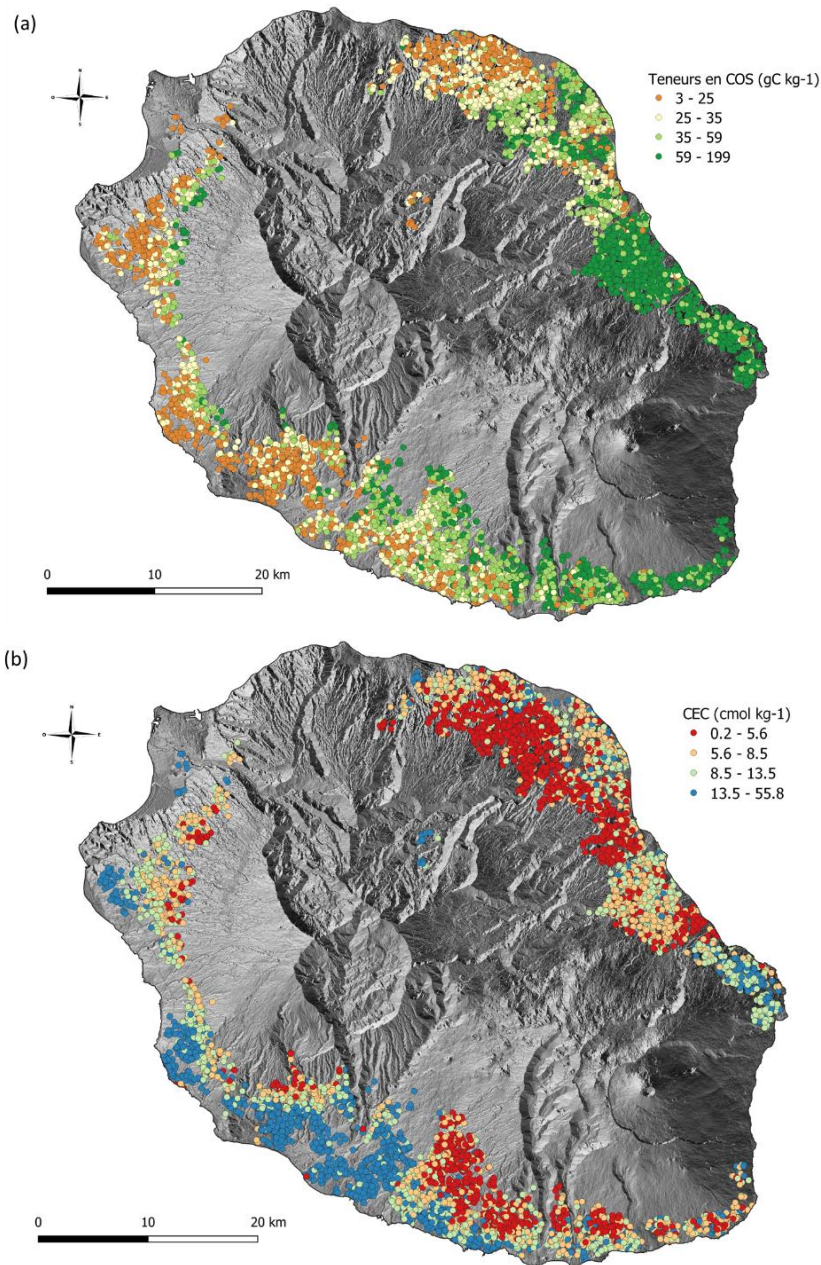 (a)
N
O E
S
Teneurs en COS (gC kg-1)
3 - 25
25 - 35
35 - 59
59 - 199
0 10 20 km
(b)
N
O E
S
CEC (cmol kg-1)
0.2 - 5.6
5.6 - 8.5
8.5 - 13.5
13.5 - 55.8
0 10 20 km